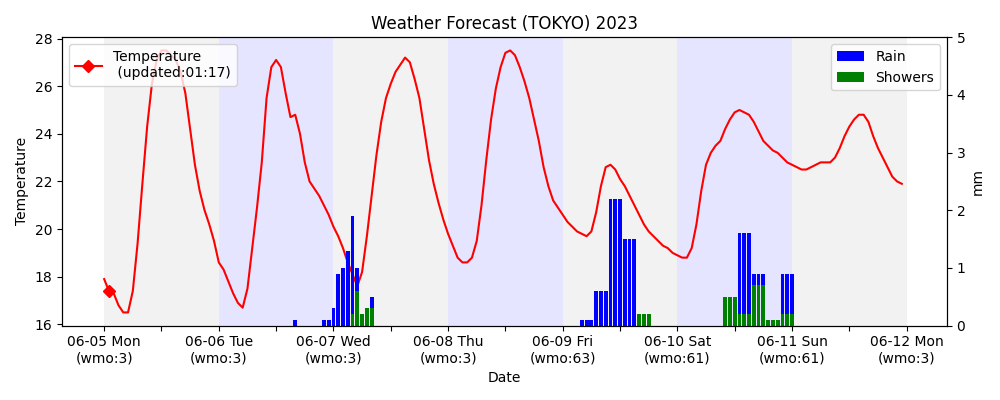 Weather Forecast (TOKYO) 2023
Temperature
(updated:01:17)
Rain
Showers
28
26
24
22
20
18
16
Temperature
5
4
3
2
1
0
mm
06-05 Mon
(wmo:3)
06-06 Tue
(wmo:3)
06-07 Wed
(wmo:3)
06-08 Thu
(wmo:3)
06-09 Fri
(wmo:63)
06-10 Sat
(wmo:61)
06-11 Sun
(wmo:61)
06-12 Mon
(wmo:3)
Date